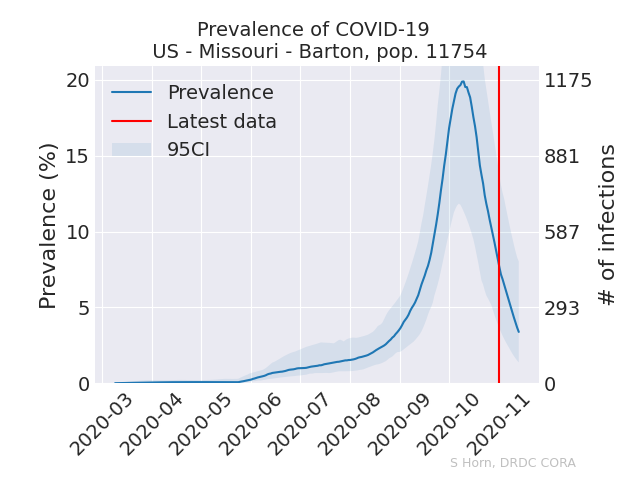 Prevalence of COVID-19
US - Missouri - Barton, pop. 11754
Prevalence
Latest data
95CI
Prevalence (%)
20
15
10
5
0
1175
881
587
293
0
# of infections
2020-03
2020-04
2020-05
2020-06
2020-07
2020-08
2020-09
2020-10
2020-11
S Horn, DRDC CORA